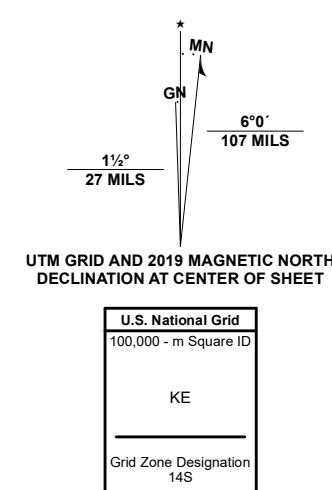 ★
MN
GN
6°0´
107 MILS
1½°
27 MILS
UTM GRID AND 2019 MAGNETIC NORTH
DECLINATION AT CENTER OF SHEET
U.S. National Grid
100,000 - m Square ID
KE
Grid Zone Designation
14S